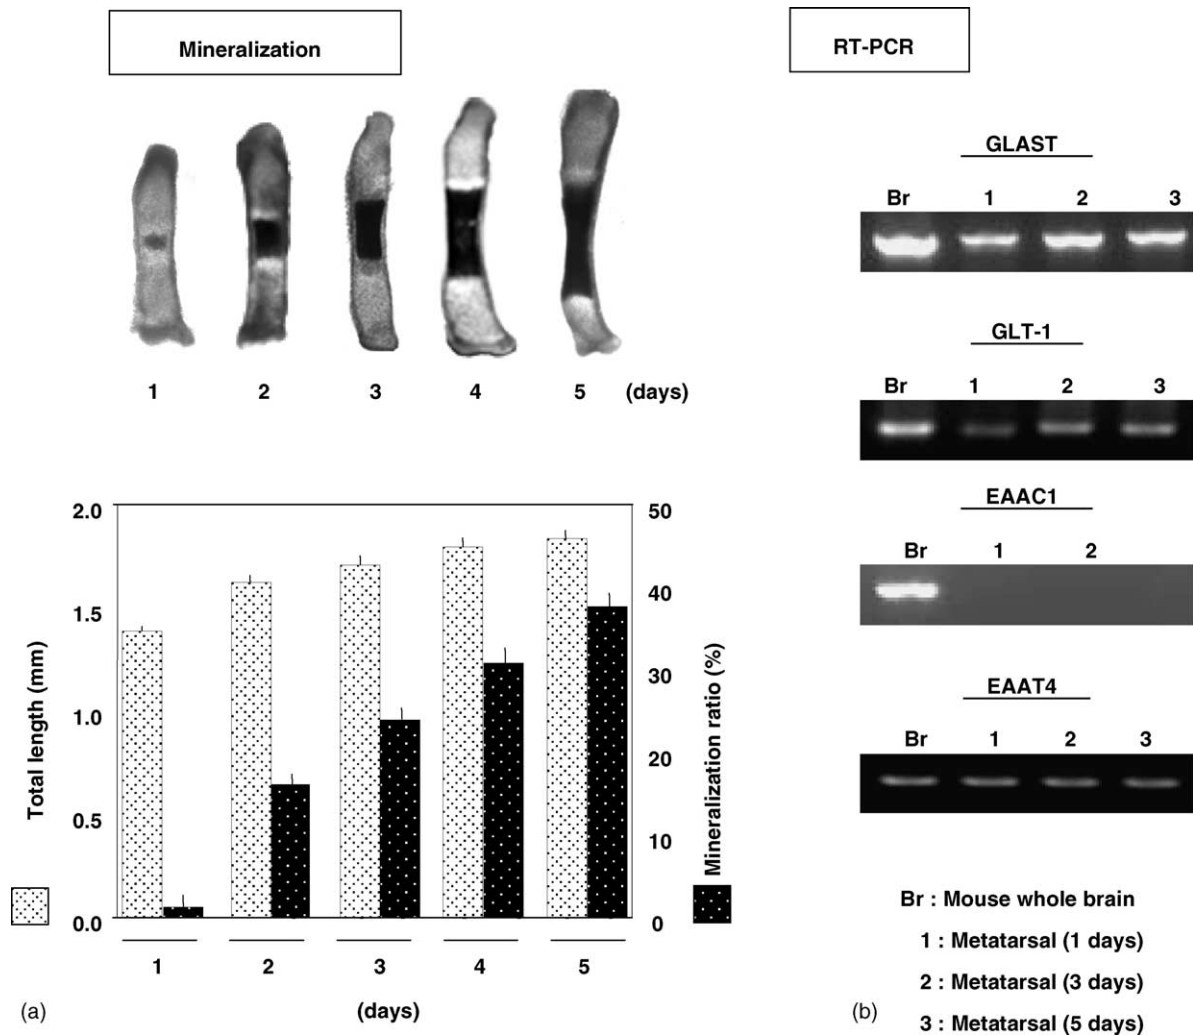 Mineralization
1 2 3 4 5 (days)
2.0
1.5
1.0
0.5
0.0
Total length (mm)
50
40
30
20
10
0
Mineralization ratio (%)
1 2 3 4 5
(days)
(a)
RT-PCR
GLAST
Br 1 2 3
GLT-1
Br 1 2 3
EAAC1
Br 1 2
EAAT4
Br 1 2 3
Br : Mouse whole brain
1 : Metatarsal (1 days)
2 : Metatarsal (3 days)
3 : Metatarsal (5 days)
(b)